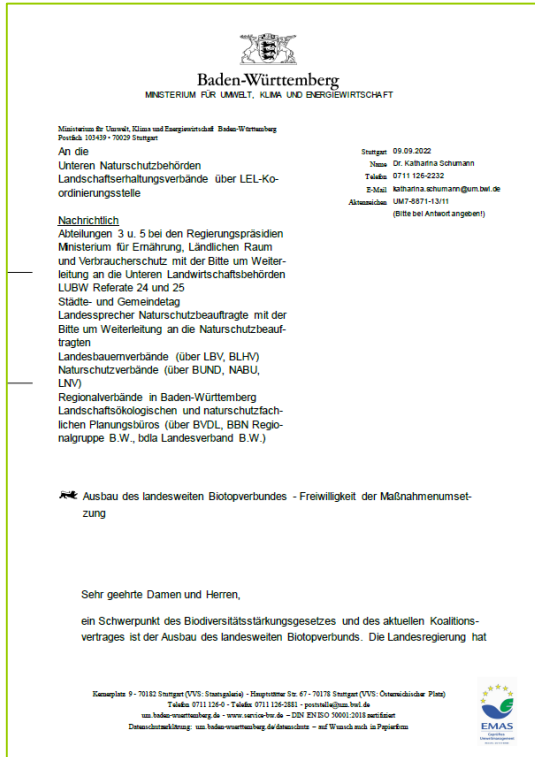 Baden-Württemberg
MINISTERIUM FÜR UMWELT, KLIMA UND ENERGIEWIRTSCHAFT
Ministerium für Umwelt, Klima und Energiewirtschaft Baden-Württemberg
Postfach 103439 • 70029 Stuttgart
An die
Unteren Naturschutzbehörden
Landschaftserhaltungsverbände über LEL-Ko-
ordinierungsstelle
Stuttgart 09.09.2022
Name Dr. Katharina Schumann
Telefon 0711 126-2232
E-Mail katharina.schumann@um.bwl.de
Aktenzeichen UM7-8871-13/11
(Bitte bei Antwort angeben!)
Nachrichtlich
Abteilungen 3 u. 5 bei den Regierungspräsidien
Ministerium für Ernährung, Ländlichen Raum
und Verbraucherschutz mit der Bitte um Weiter-
leitung an die Unteren Landwirtschaftsbehörden
LUBW Referate 24 und 25
Städte- und Gemeindetag
Landessprecher Naturschutzbeauftragte mit der
Bitte um Weiterleitung an die Naturschutzbeauf-
tragten
Landesbauernverbände (über LBV, BLHV)
Naturschutzverbände (über BUND, NABU,
LNV)
Regionalverbände in Baden-Württemberg
Landschaftsökologischen und naturschutzfach-
lichen Planungsbüros (über BVDL, BBN Regio-
nalgruppe B.W., bdla Landesverband B.W.)
Ausbau des landesweiten Biotopverbundes - Freiwilligkeit der Maßnahmenumset-
zung
Sehr geehrte Damen und Herren,
ein Schwerpunkt des Biodiversitätsstärkungsgesetzes und des aktuellen Koalitions-
vertrages ist der Ausbau des landesweiten Biotopverbunds. Die Landesregierung hat
Kernerplatz 9 - 70182 Stuttgart (VVS: Staatsgalerie) - Hauptstätter Str. 67 - 70178 Stuttgart (VVS: Österreichischer Platz)
Telefon 0711 126-0 - Telefax 0711 126-2881 - poststelle@um.bwl.de
um.baden-wuerttemberg.de - www.service-bw.de – DIN EN ISO 50001:2018 zertifiziert
Datenschutzerklärung: um.baden-wuerttemberg.de/datenschutz – auf Wunsch auch in Papierform
EMAS